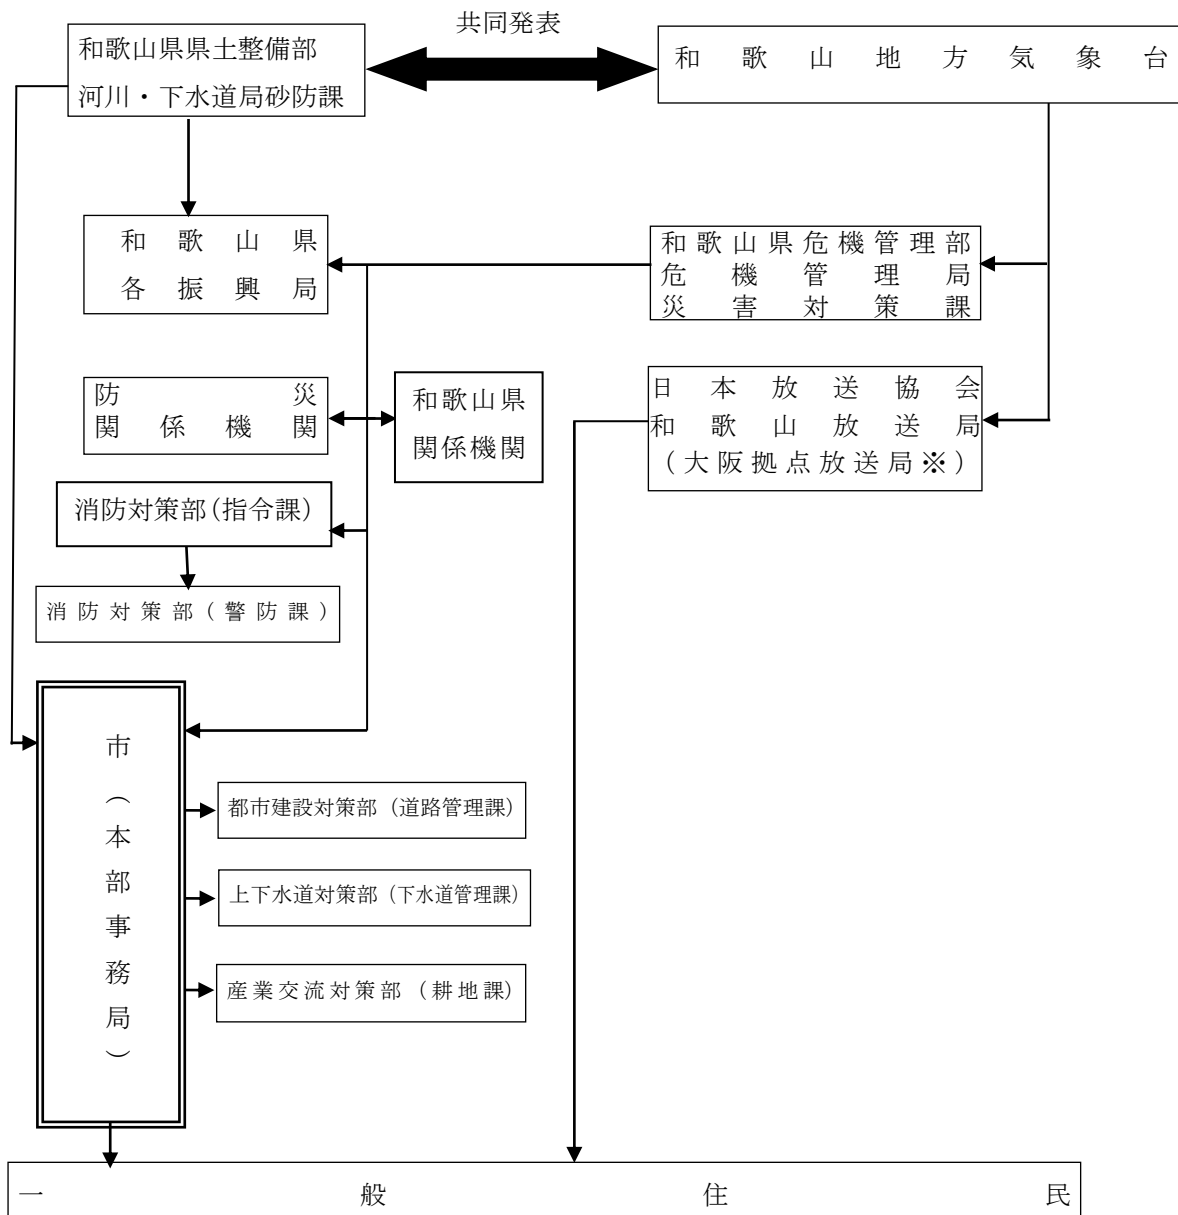 共同発表
和歌山県県土整備部
河川・下水道局砂防課
和歌山地方気象台
和歌山県
各振興局
和歌山県危機管理部
危機管理局
災害対策課
防災
関係機関
和歌山県
関係機関
日本放送協会
和歌山放送局
（大阪拠点放送局※）
消防対策部（指令課）
消防対策部（警防課）
市（本部事務局）
都市建設対策部（道路管理課）
上下水道対策部（下水道管理課）
産業交流対策部（耕地課）
一般住民